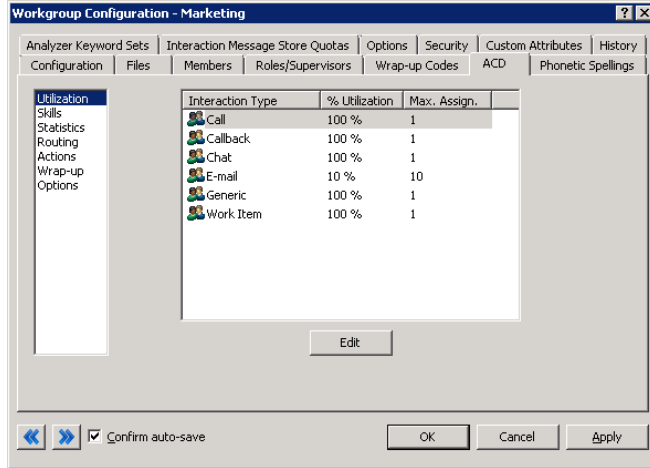 Workgroup Configuration - Marketing
Analyzer Keyword Sets Interaction Message Store Quotas Options Security Custom Attributes History
Configuration Files Members Roles/Supervisors Wrap-up Codes ACD Phonetic Spellings
Utilization
Skills
Statistics
Routing
Actions
Wrap-up
Options
Interaction Type % Utilization Max. Assign.
Call 100 % 1
Callback 100 % 1
Chat 100 % 1
E-mail 10 % 10
Generic 100 % 1
Work Item 100 % 1
Edit
Confirm auto-save OK Cancel Apply